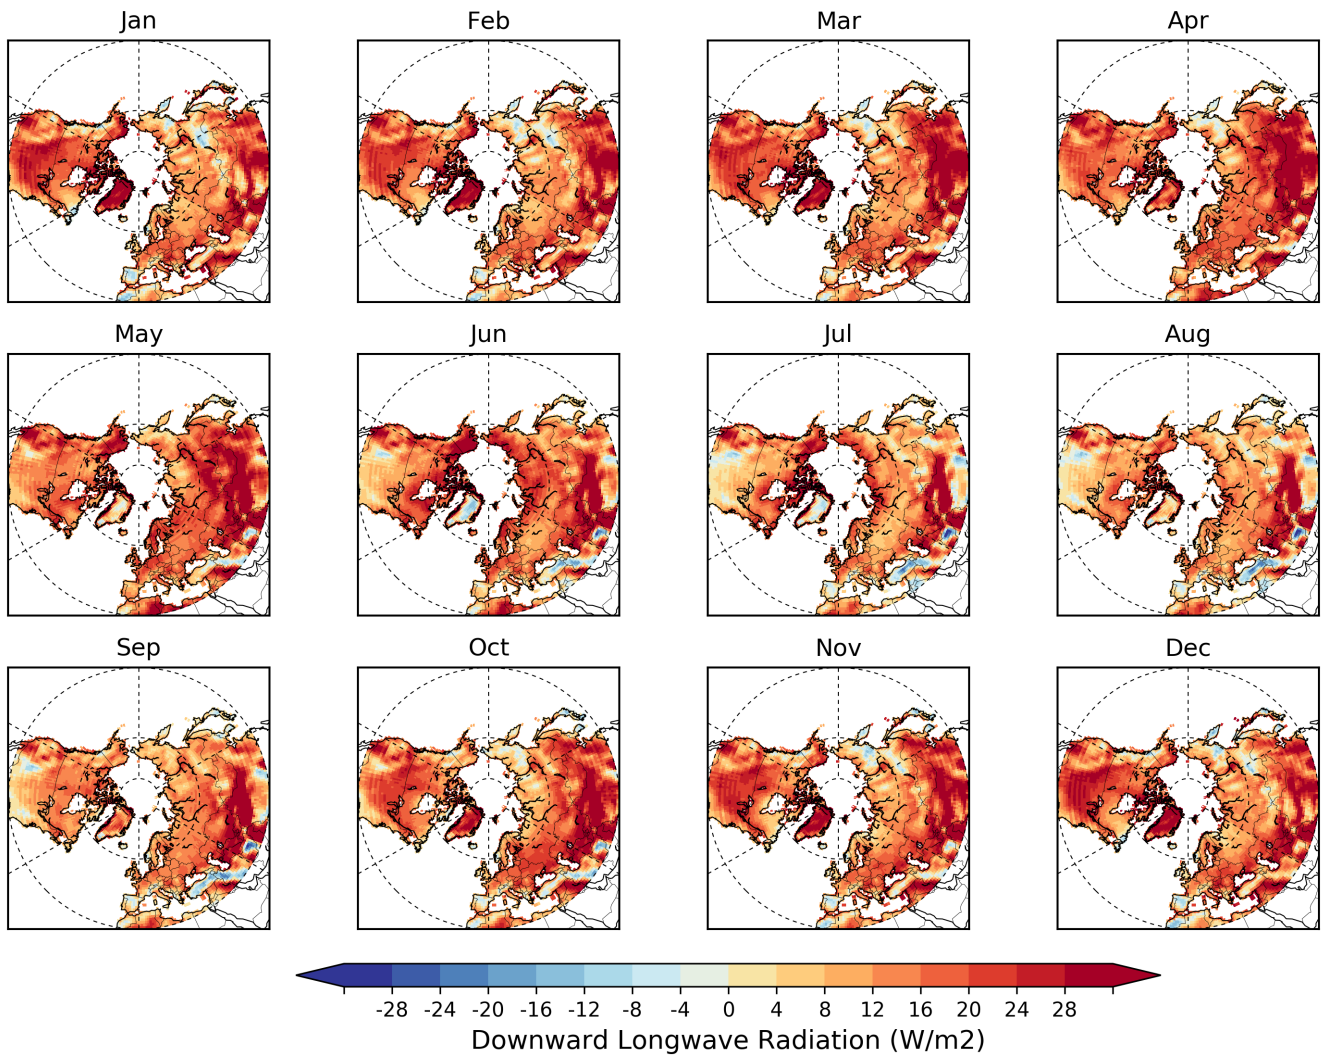 Jan Feb Mar Apr
May Jun Jul Aug
Sep Oct Nov Dec
-28 -24 -20 -16 -12 -8 -4 0 4 8 12 16 20 24 28
Downward Longwave Radiation (W/m2)